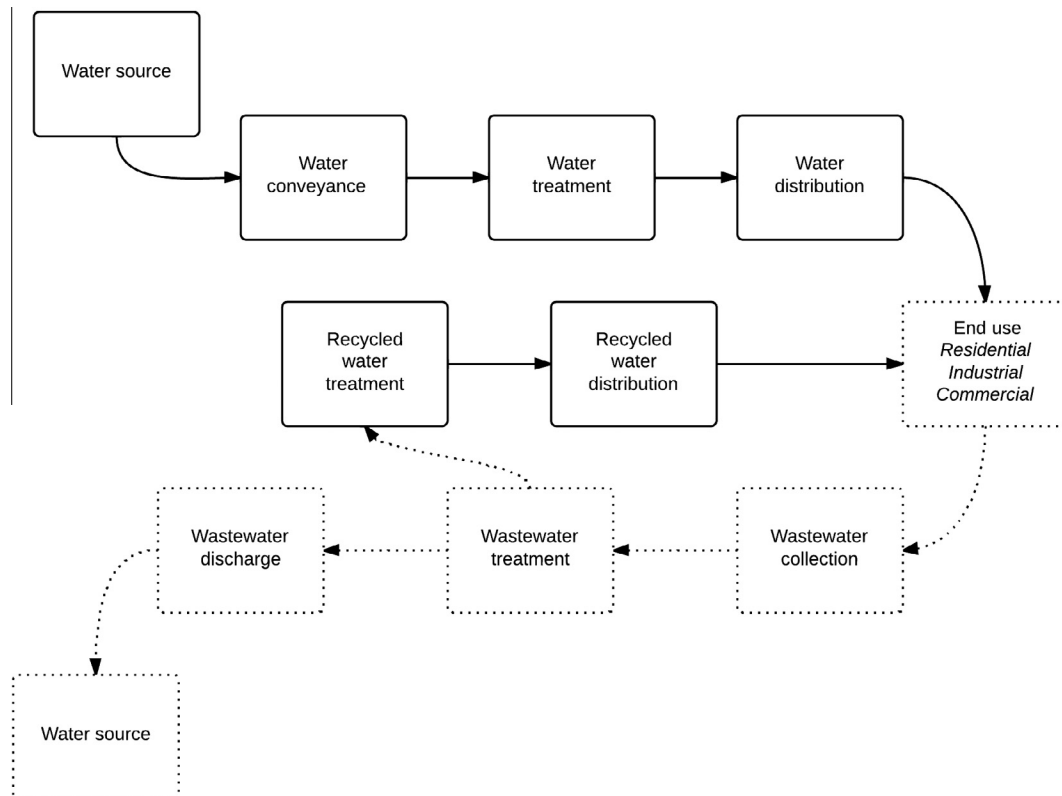 Water source
Water
conveyance
Water
treatment
Water
distribution
Recycled
water
treatment
Recycled
water
distribution
End use
Residential
Industrial
Commercial
Wastewater
discharge
Wastewater
treatment
Wastewater
collection
Water source